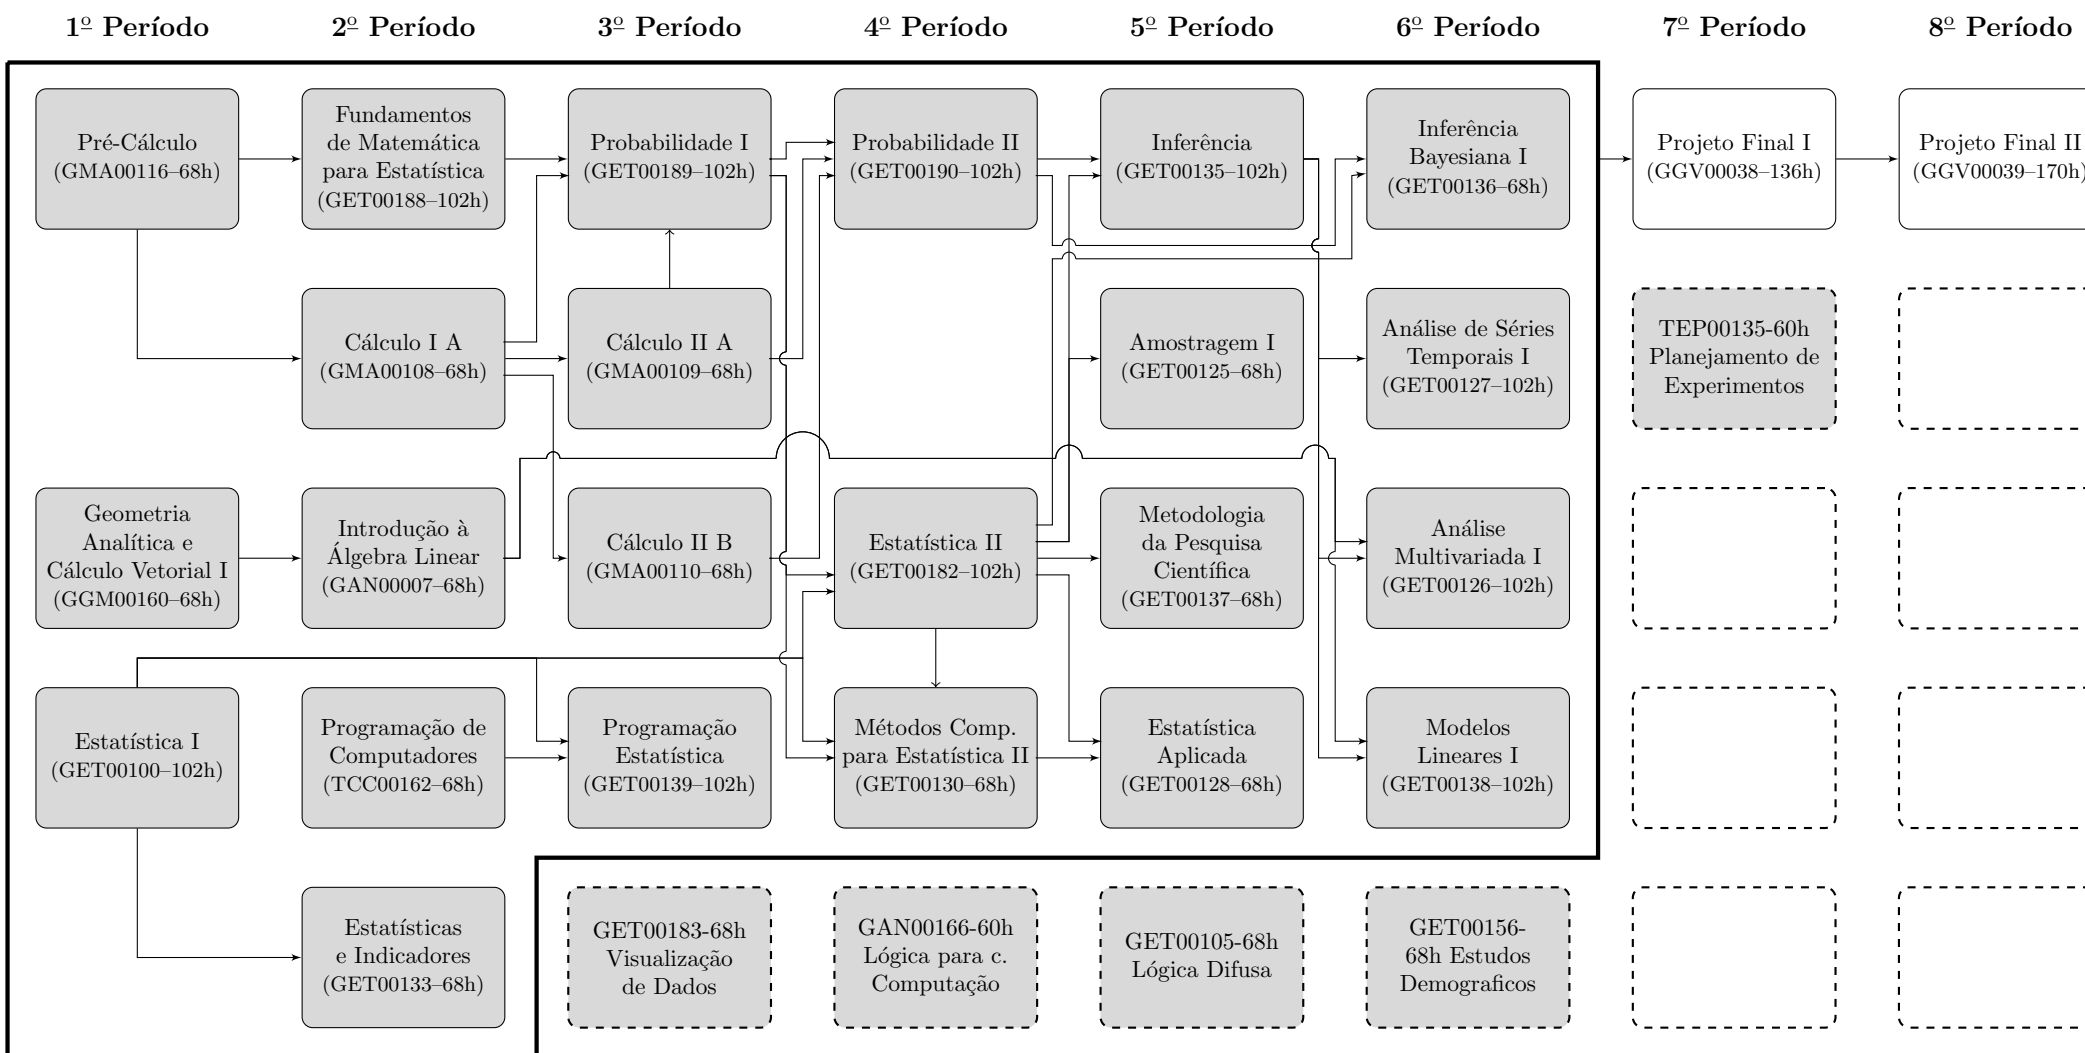 1º Período
2º Período
3º Período
4º Período
5º Período
6º Período
7º Período
8º Período
Pré-Cálculo
(GMA00116–68h)
Fundamentos
de Matemática
para Estatística
(GET00188–102h)
Probabilidade I
(GET00189–102h)
Probabilidade II
(GET00190–102h)
Inferência
(GET00135–102h)
Inferência
Bayesiana I
(GET00136–68h)
Projeto Final I
(GGV00038–136h)
Projeto Final II
(GGV00039–170h)
Cálculo I A
(GMA00108–68h)
Cálculo II A
(GMA00109–68h)
Amostragem I
(GET00125–68h)
Análise de Séries
Temporais I
(GET00127–102h)
TEP00135-60h
Planejamento de
Experimentos
Geometria
Analítica e
Cálculo Vetorial I
(GGM00160–68h)
Introdução à
Álgebra Linear
(GAN00007–68h)
Cálculo II B
(GMA00110–68h)
Estatística II
(GET00182–102h)
Metodologia
da Pesquisa
Científica
(GET00137–68h)
Análise
Multivariada I
(GET00126–102h)
Estatística I
(GET00100–102h)
Programação de
Computadores
(TCC00162–68h)
Programação
Estatística
(GET00139–102h)
Métodos Comp.
para Estatística II
(GET00130–68h)
Estatística
Aplicada
(GET00128–68h)
Modelos
Lineares I
(GET00138–102h)
Estatísticas
e Indicadores
(GET00133–68h)
GET00183-68h
Visualização
de Dados
GAN00166-60h
Lógica para c.
Computação
GET00105-68h
Lógica Difusa
GET00156-
68h Estudos
Demograficos